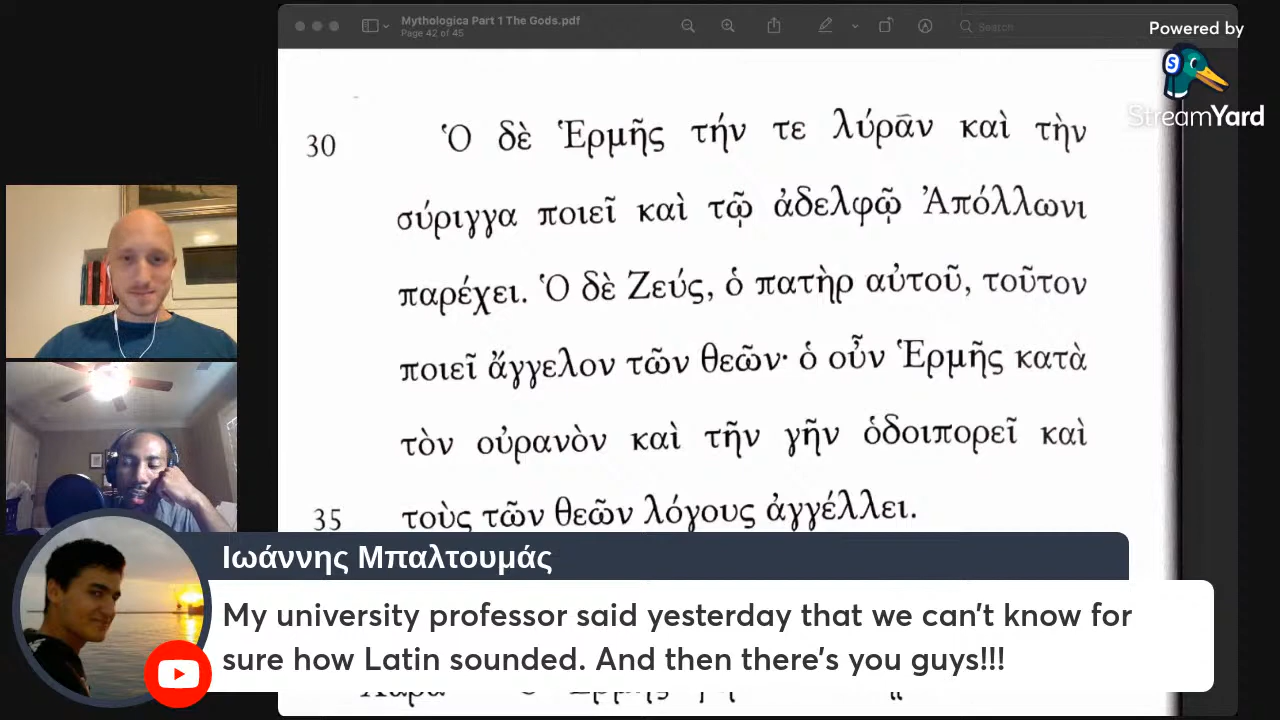 Mythologica Part 1 The Gods.pdf
Page 42 of 45
Search
Powered by
S
StreamYard
30 Ὁ δὲ Ἑρμῆς τήν τε λύρᾱν καὶ τὴν
σύριγγα ποιεῖ καὶ τῷ ἀδελφῷ Ἀπόλλωνι
παρέχει. Ὁ δὲ Ζεύς, ὁ πατὴρ αὐτοῦ, τοῦτον
ποιεῖ ἄγγελον τῶν θεῶν· ὁ οὖν Ἑρμῆς κατὰ
τὸν οὐρανὸν καὶ τῆν γῆν ὁδοιπορεῖ καὶ
35 τοὺς τῶν θεῶν λόγους ἀγγέλλει.
Ιωάννης Μπαλτουμάς
My university professor said yesterday that we can't know for
sure how Latin sounded. And then there's you guys!!!